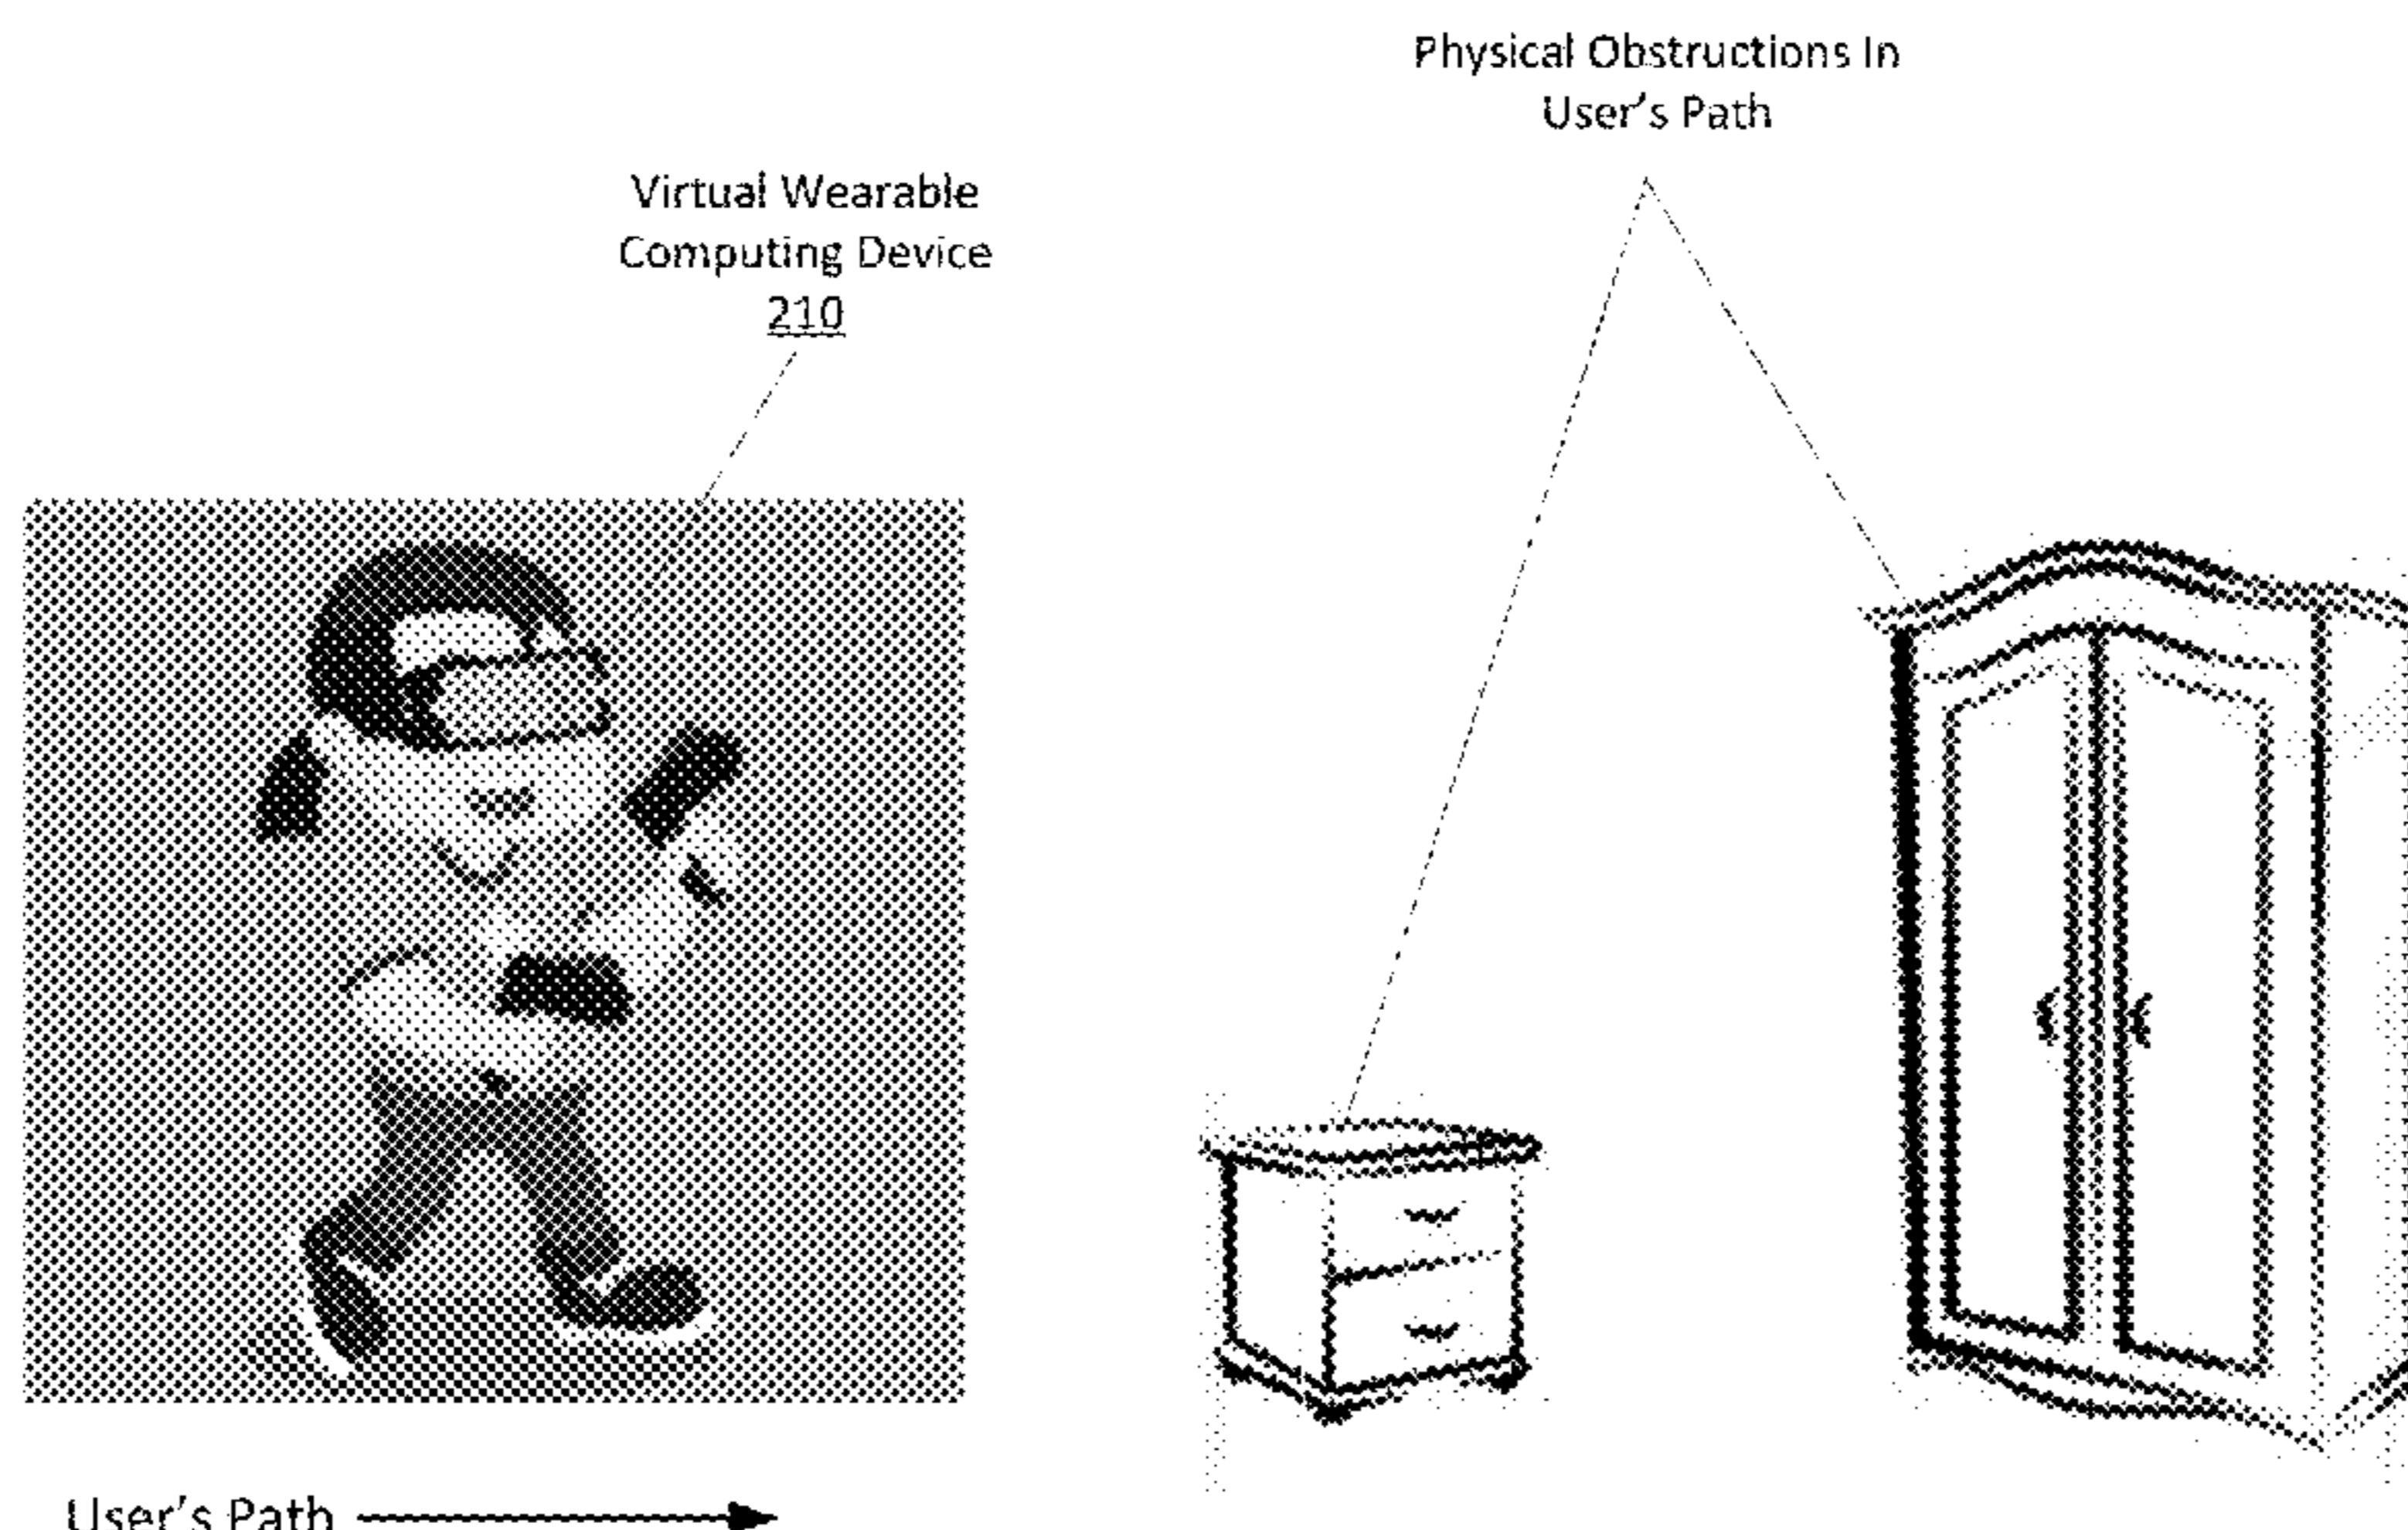 Physical Obstructions In
User's Path
Virtual Wearable
Computing Device
210
User's Path